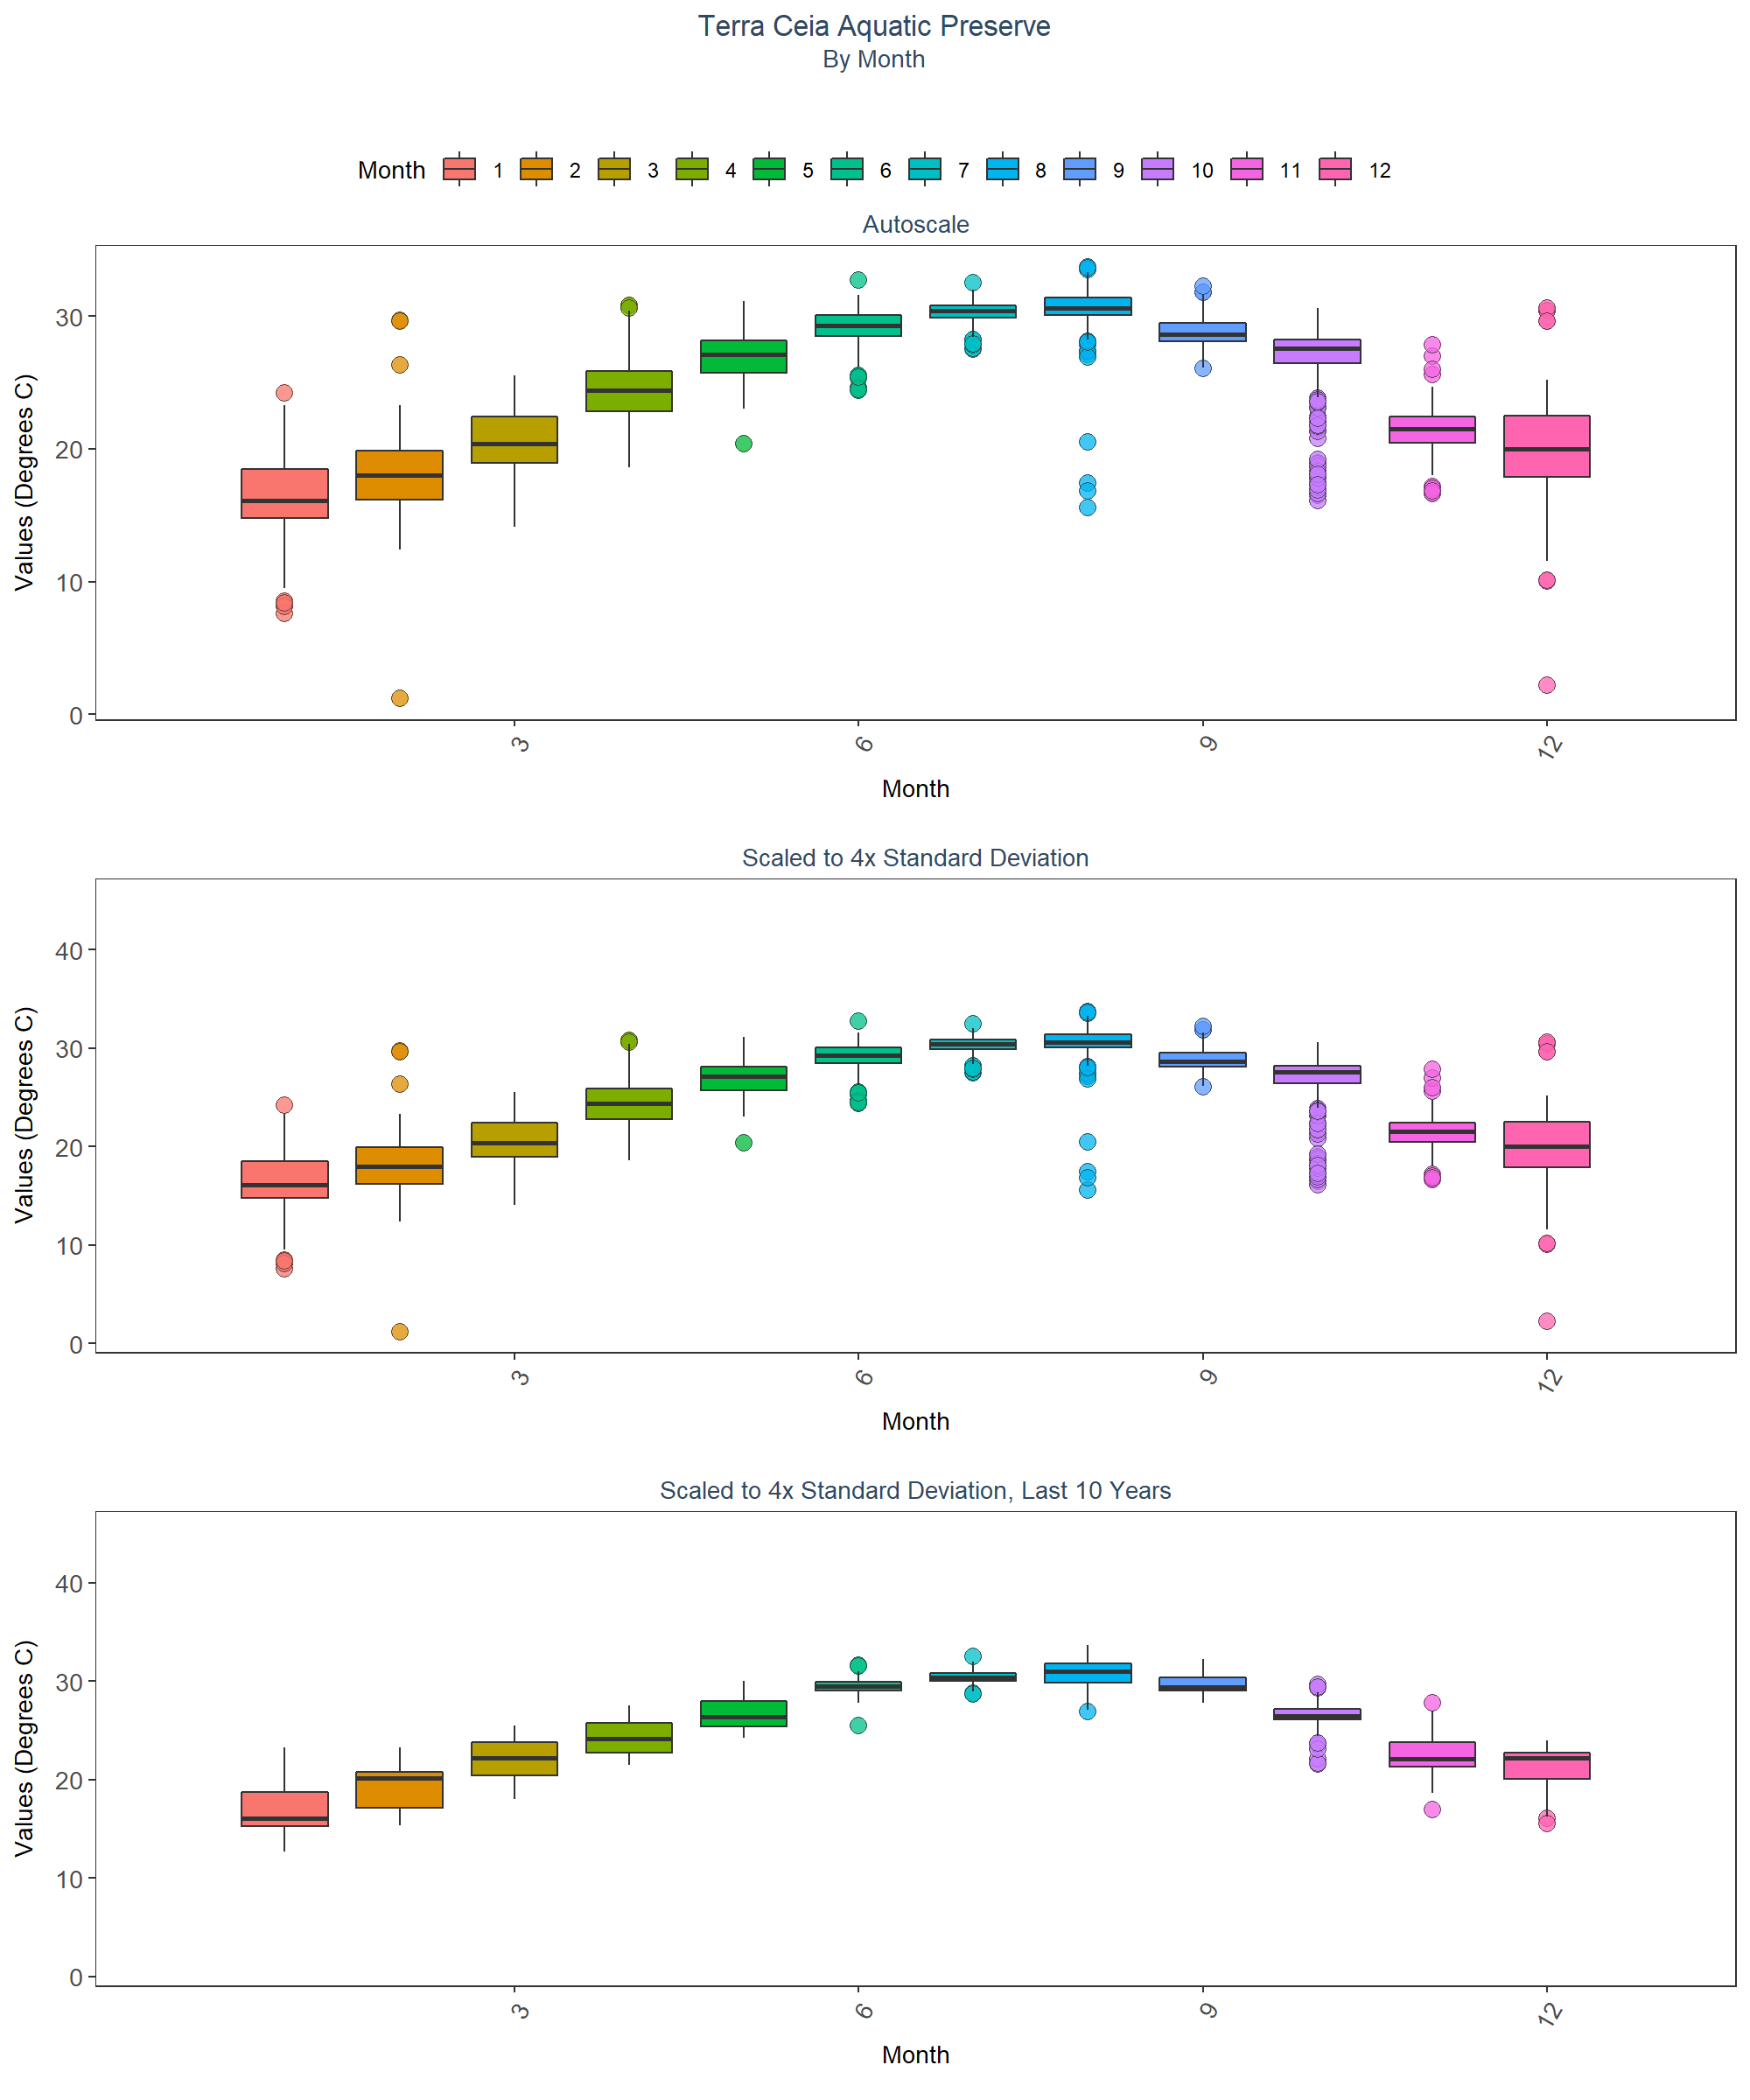 Terra Ceia Aquatic Preserve
By Month
Month 1 2 3 4 5 6 7 8 9 10 11 12
Autoscale
Values (Degrees C)
30
20
10
0
3 6 9 12
Month
Scaled to 4x Standard Deviation
Values (Degrees C)
40
30
20
10
0
3 6 9 12
Month
Scaled to 4x Standard Deviation, Last 10 Years
Values (Degrees C)
40
30
20
10
0
3 6 9 12
Month